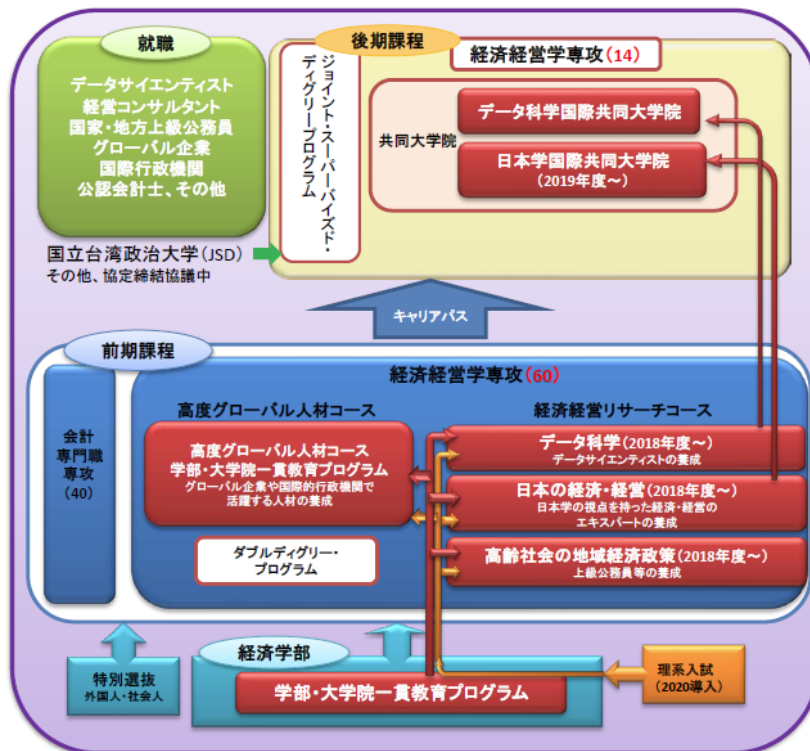 就職
データサイエンティスト
経営コンサルタント
国家・地方上級公務員
グローバル企業
国際行政機関
公認会計士、その他
国立台湾政治大学(JSD)
その他、協定締結協議中
後期課程
経済経営学専攻(14)
ジョイント・スーパーバイズド・
ディグリープログラム
共同大学院
データ科学国際共同大学院
日本学国際共同大学院
(2019年度～)
キャリアパス
前期課程
経済経営学専攻(60)
会計
専門職
専攻
(40)
高度グローバル人材コース
高度グローバル人材コース
学部・大学院一貫教育プログラム
グローバル企業や国際的行政機関で
活躍する人材の養成
ダブルディグリー・
プログラム
経済経営リサーチコース
データ科学(2018年度～)
データサイエンティストの養成
日本の経済・経営(2018年度～)
日本学の視点を持った経済・経営の
エキスパートの養成
高齢社会の地域経済政策(2018年度～)
上級公務員等の養成
特別選抜
外国人・社会人
経済学部
学部・大学院一貫教育プログラム
理系入試
(2020導入)